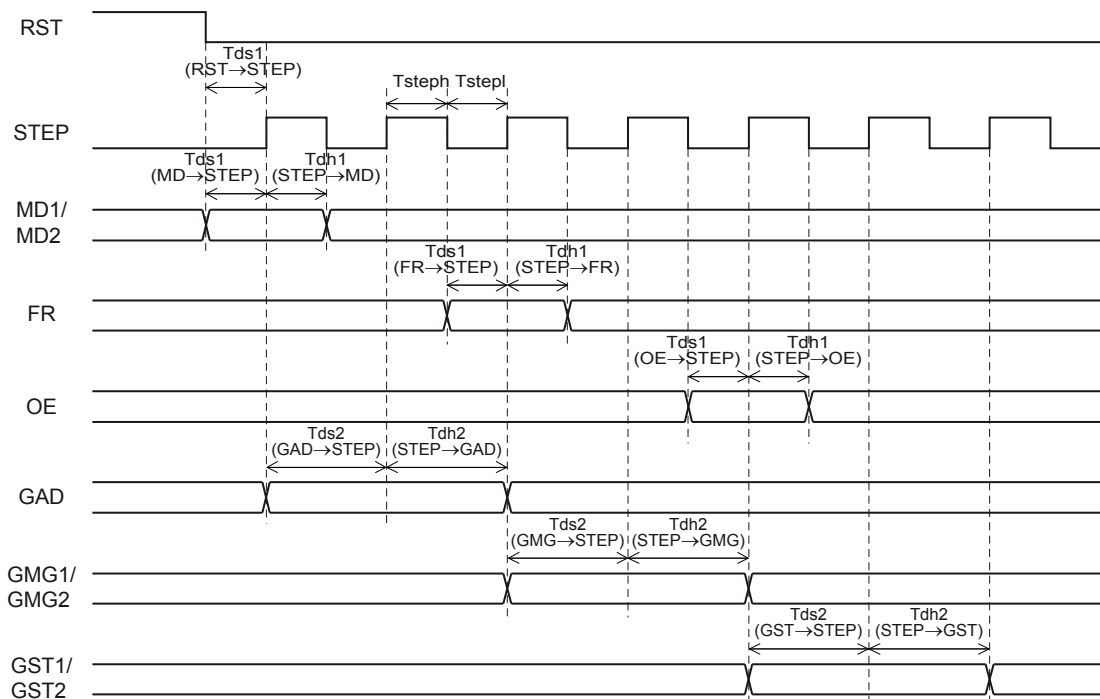 RST
Tds1
(RST→STEP)
Tsteph Tstepl
STEP
Tds1 Tdh1
(MD→STEP) (STEP→MD)
MD1/
MD2
Tds1 Tdh1
(FR→STEP) (STEP→FR)
FR
Tds1 Tdh1
(OE→STEP) (STEP→OE)
OE
Tds2 Tdh2
(GAD→STEP) (STEP→GAD)
GAD
Tds2 Tdh2
(GMG→STEP) (STEP→GMG)
GMG1/
GMG2
Tds2 Tdh2
(GST→STEP) (STEP→GST)
GST1/
GST2